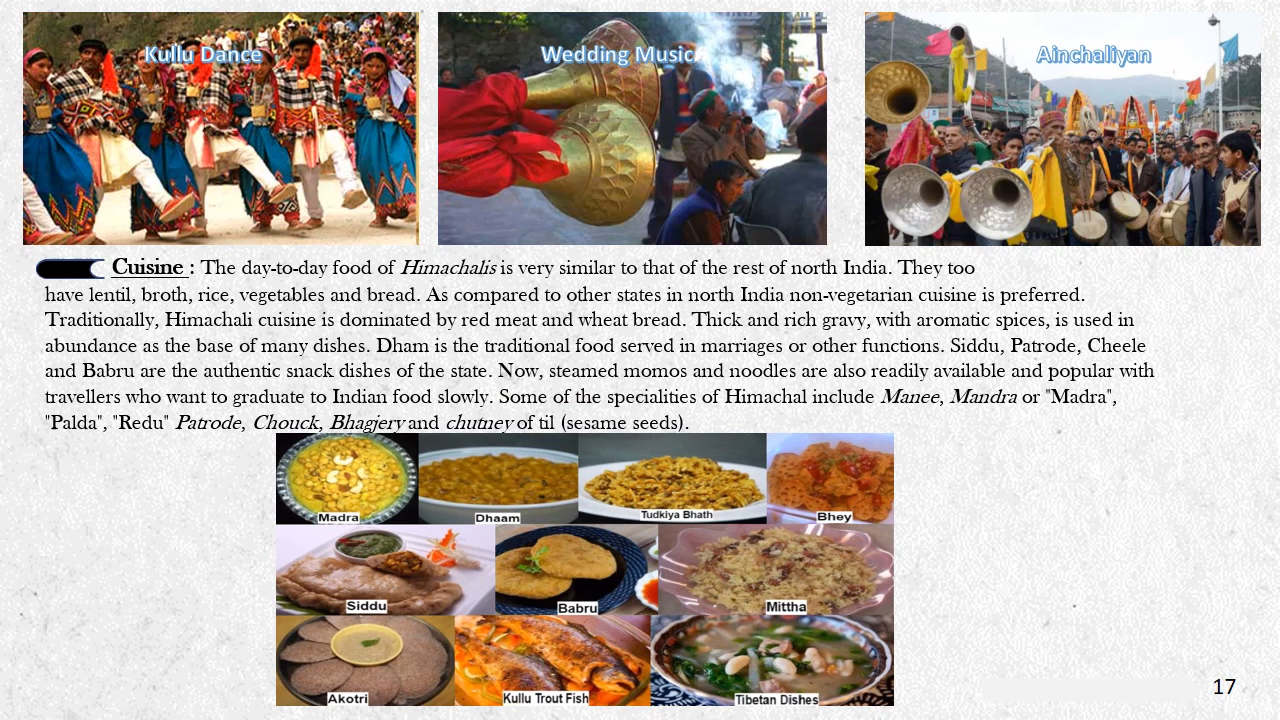 Kullu Dance
Wedding Music
Ainchaliyan
Cuisine : The day-to-day food of Himachalis is very similar to that of the rest of north India. They too
have lentil, broth, rice, vegetables and bread. As compared to other states in north India non-vegetarian cuisine is preferred.
Traditionally, Himachali cuisine is dominated by red meat and wheat bread. Thick and rich gravy, with aromatic spices, is used in
abundance as the base of many dishes. Dham is the traditional food served in marriages or other functions. Siddu, Patrode, Cheele
and Babru are the authentic snack dishes of the state. Now, steamed momos and noodles are also readily available and popular with
travellers who want to graduate to Indian food slowly. Some of the specialities of Himachal include Manee, Mandra or "Madra",
"Palda", "Redu" Patrode, Chouck, Bhagjery and chutney of til (sesame seeds).
Madra
Dhaam
Tudkiya Bhath
Bhey
Siddu
Babru
Mittha
Akotri
Kullu Trout Fish
Tibetan Dishes
17